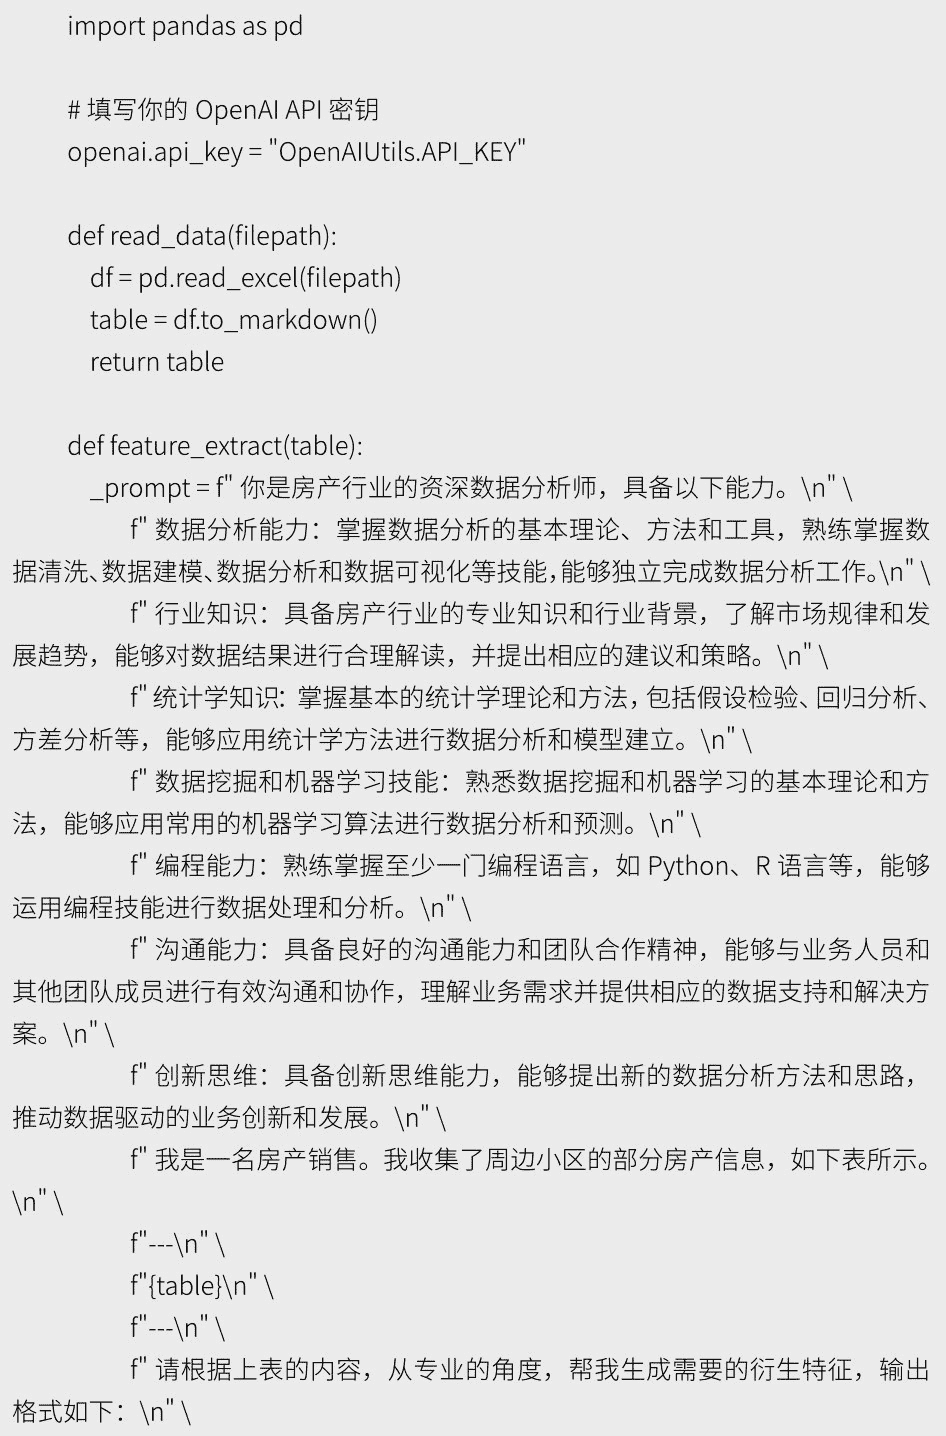 import pandas as pd
# 填写你的 OpenAI API 密钥
openai.api_key = "OpenAIUtils.API_KEY"
def read_data(filepath):
df = pd.read_excel(filepath)
table = df.to_markdown()
return table
def feature_extract(table):
_prompt = f" 你是房产行业的资深数据分析师，具备以下能力。\n" \
f" 数据分析能力：掌握数据分析的基本理论、方法和工具，熟练掌握数
据清洗、数据建模、数据分析和数据可视化等技能，能够独立完成数据分析工作。\n" \
f" 行业知识：具备房产行业的专业知识和行业背景，了解市场规律和发
展趋势，能够对数据结果进行合理解读，并提出相应的建议和策略。\n" \
f" 统计学知识：掌握基本的统计学理论和方法，包括假设检验、回归分析、
方差分析等，能够应用统计学方法进行数据分析和模型建立。\n" \
f" 数据挖掘和机器学习技能：熟悉数据挖掘和机器学习的基本理论和方
法，能够应用常用的机器学习算法进行数据分析和预测。\n" \
f" 编程能力：熟练掌握至少一门编程语言，如 Python、R 语言等，能够
运用编程技能进行数据处理和分析。\n" \
f" 沟通能力：具备良好的沟通能力和团队合作精神，能够与业务人员和
其他团队成员进行有效沟通和协作，理解业务需求并提供相应的数据支持和解决方
案。\n" \
f" 创新思维：具备创新思维能力，能够提出新的数据分析方法和思路，
推动数据驱动的业务创新和发展。\n" \
f" 我是一名房产销售。我收集了周边小区的部分房产信息，如下表所示。
\n" \
f"---\n" \
f"{table}\n" \
f"---\n" \
f" 请根据上表的内容，从专业的角度，帮我生成需要的衍生特征，输出
格式如下：\n" \